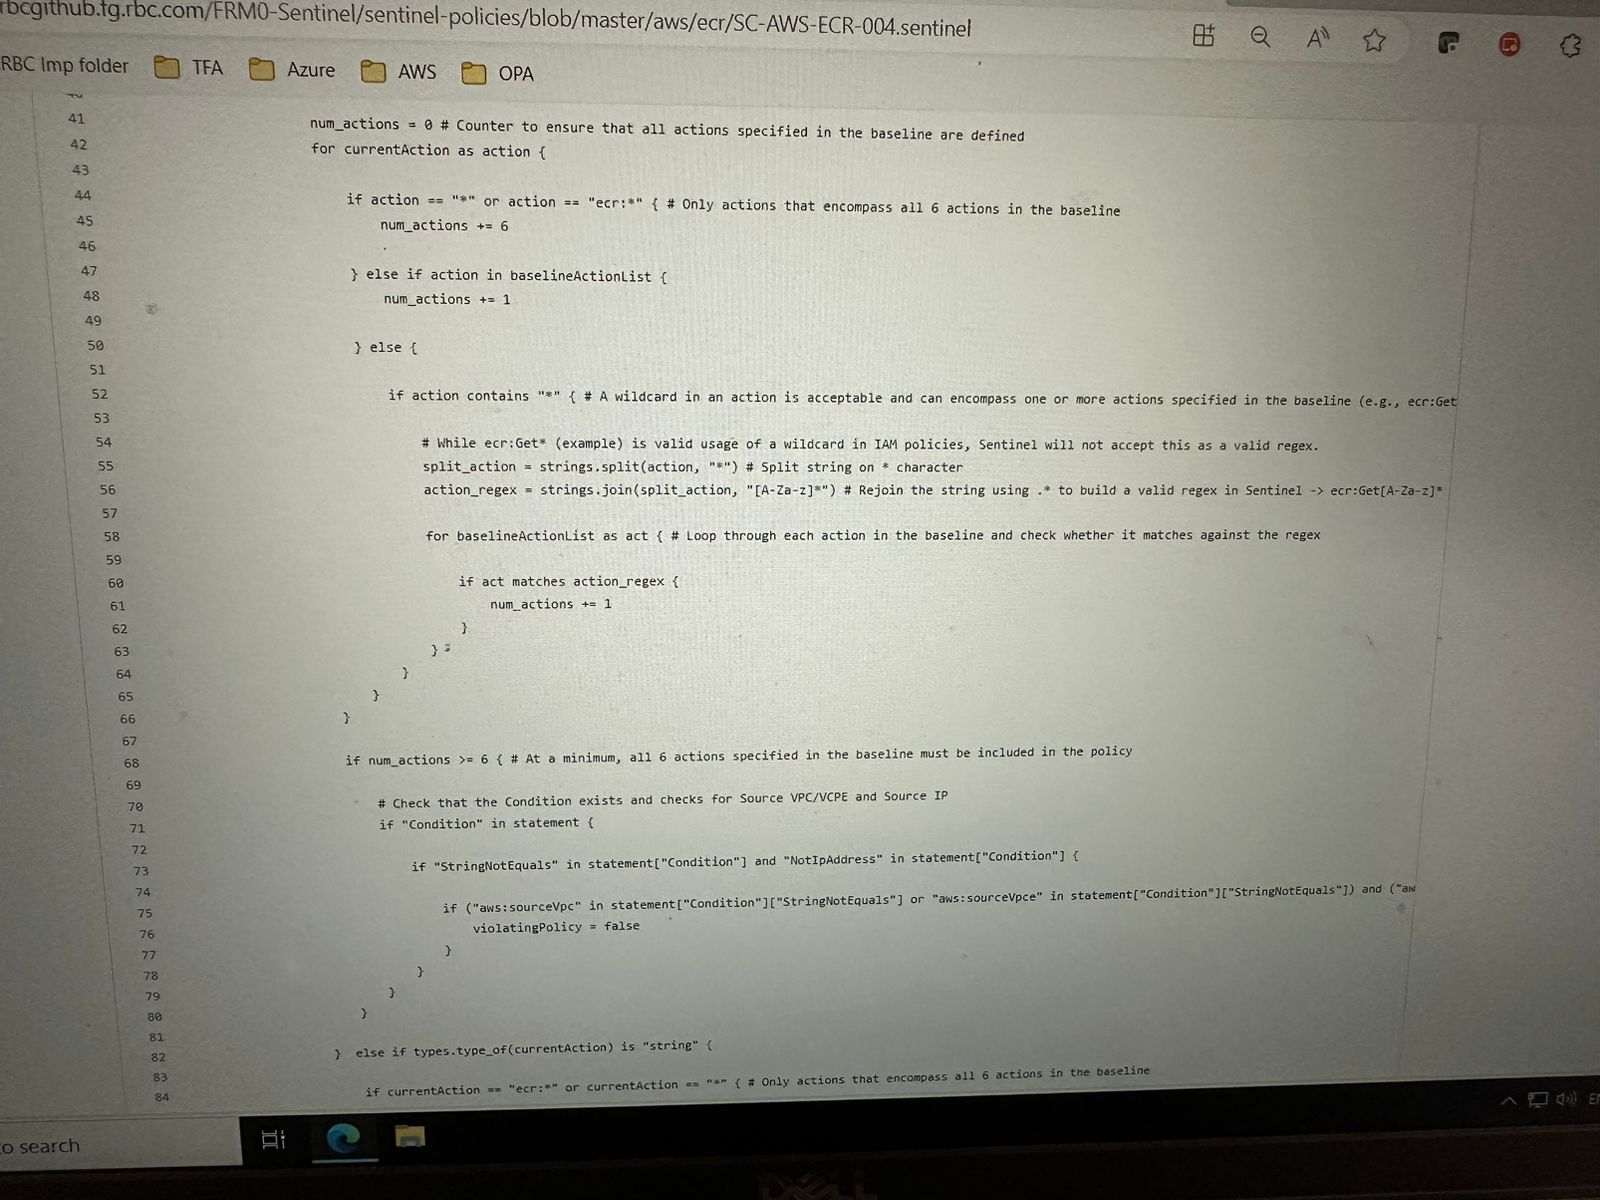 rbcgithub.fg.rbc.com/FRM0-Sentinel/sentinel-policies/blob/master/aws/ecr/SC-AWS-ECR-004.sentinel
RBC Imp folder TFA Azure AWS OPA
41 num_actions = 0 # Counter to ensure that all actions specified in the baseline are defined
42 for currentAction as action {
43
44 if action == "*" or action == "ecr:*" { # Only actions that encompass all 6 actions in the baseline
45 num_actions += 6
46
47 } else if action in baselineActionList {
48 num_actions += 1
49
50 } else {
51
52 if action contains "*" { # A wildcard in an action is acceptable and can encompass one or more actions specified in the baseline (e.g., ecr:Get
53
54 # While ecr:Get* (example) is valid usage of a wildcard in IAM policies, Sentinel will not accept this as a valid regex.
55 split_action = strings.split(action, "*") # Split string on * character
56 action_regex = strings.join(split_action, "[A-Za-z]*") # Rejoin the string using .* to build a valid regex in Sentinel -> ecr:Get[A-Za-z]*
57
58 for baselineActionList as act { # Loop through each action in the baseline and check whether it matches against the regex
59
60 if act matches action_regex {
61 num_actions += 1
62 }
63 }
64 }
65 }
66 }
67
68 if num_actions >= 6 { # At a minimum, all 6 actions specified in the baseline must be included in the policy
69
70 # Check that the Condition exists and checks for Source VPC/VCPE and Source IP
71 if "Condition" in statement {
72
73 if "StringNotEquals" in statement["Condition"] and "NotIpAddress" in statement["Condition"] {
74
75 if ("aws:sourceVpc" in statement["Condition"]["StringNotEquals"] or "aws:sourceVpce" in statement["Condition"]["StringNotEquals"]) and ("aw
76 violatingPolicy = false
77 }
78 }
79 }
80 }
81
82 } else if types.type_of(currentAction) is "string" {
83
84 if currentAction == "ecr:*" or currentAction == "*" { # Only actions that encompass all 6 actions in the baseline
to search